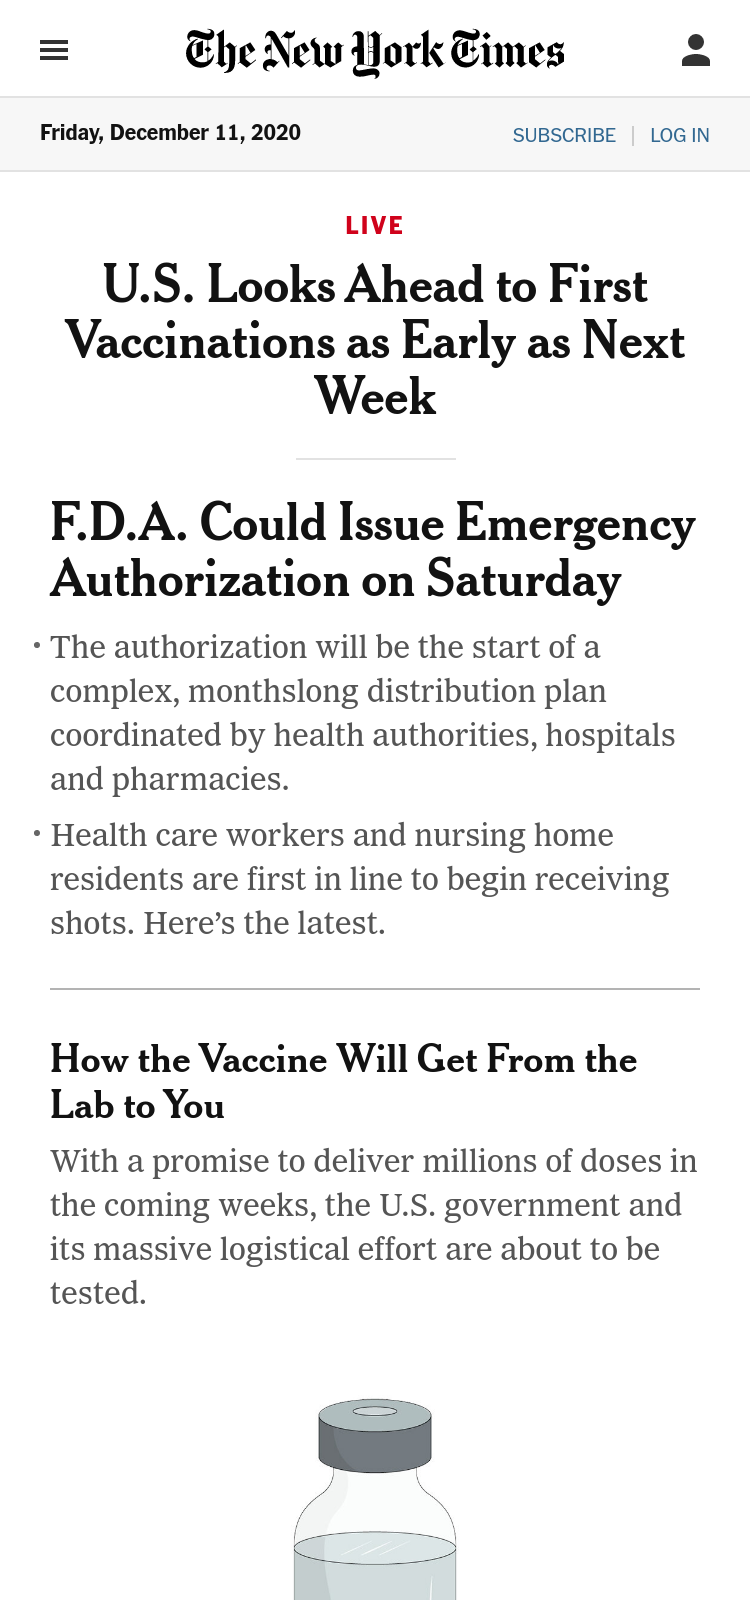 The New York Times
Friday, December 11, 2020
SUBSCRIBE | LOG IN
LIVE
U.S. Looks Ahead to First
Vaccinations as Early as Next
Week
F.D.A. Could Issue Emergency
Authorization on Saturday
• The authorization will be the start of a
complex, monthslong distribution plan
coordinated by health authorities, hospitals
and pharmacies.
• Health care workers and nursing home
residents are first in line to begin receiving
shots. Here’s the latest.
How the Vaccine Will Get From the
Lab to You
With a promise to deliver millions of doses in
the coming weeks, the U.S. government and
its massive logistical effort are about to be
tested.